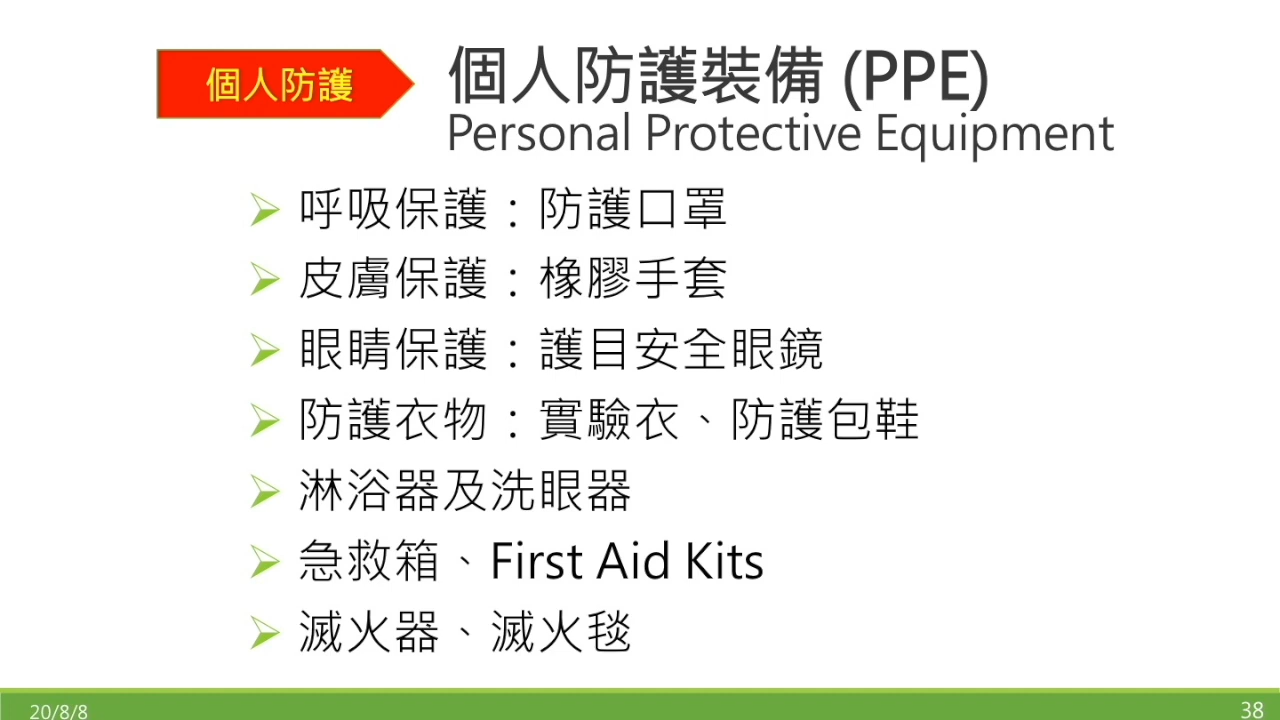 個人防護
個人防護裝備 (PPE)
Personal Protective Equipment
呼吸保護：防護口罩
皮膚保護：橡膠手套
眼睛保護：護目安全眼鏡
防護衣物：實驗衣、防護包鞋
淋浴器及洗眼器
急救箱、First Aid Kits
滅火器、滅火毯
20/8/8
38